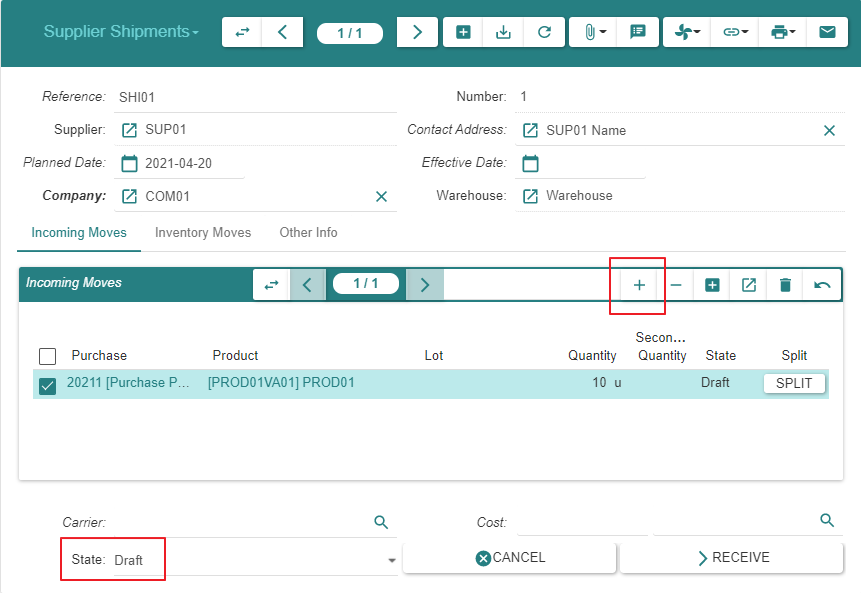 Supplier Shipments
1 / 1
Reference: SHI01 Number: 1
Supplier: SUP01 Contact Address: SUP01 Name
Planned Date: 2021-04-20 Effective Date:
Company: COM01 Warehouse: Warehouse
Incoming Moves Inventory Moves Other Info
Incoming Moves 1 / 1
Purchase Product Lot Quantity Secon... Quantity State Split
20211 [Purchase P... [PROD01VA01] PROD01 10 u Draft SPLIT
Carrier: Cost:
State: Draft CANCEL RECEIVE